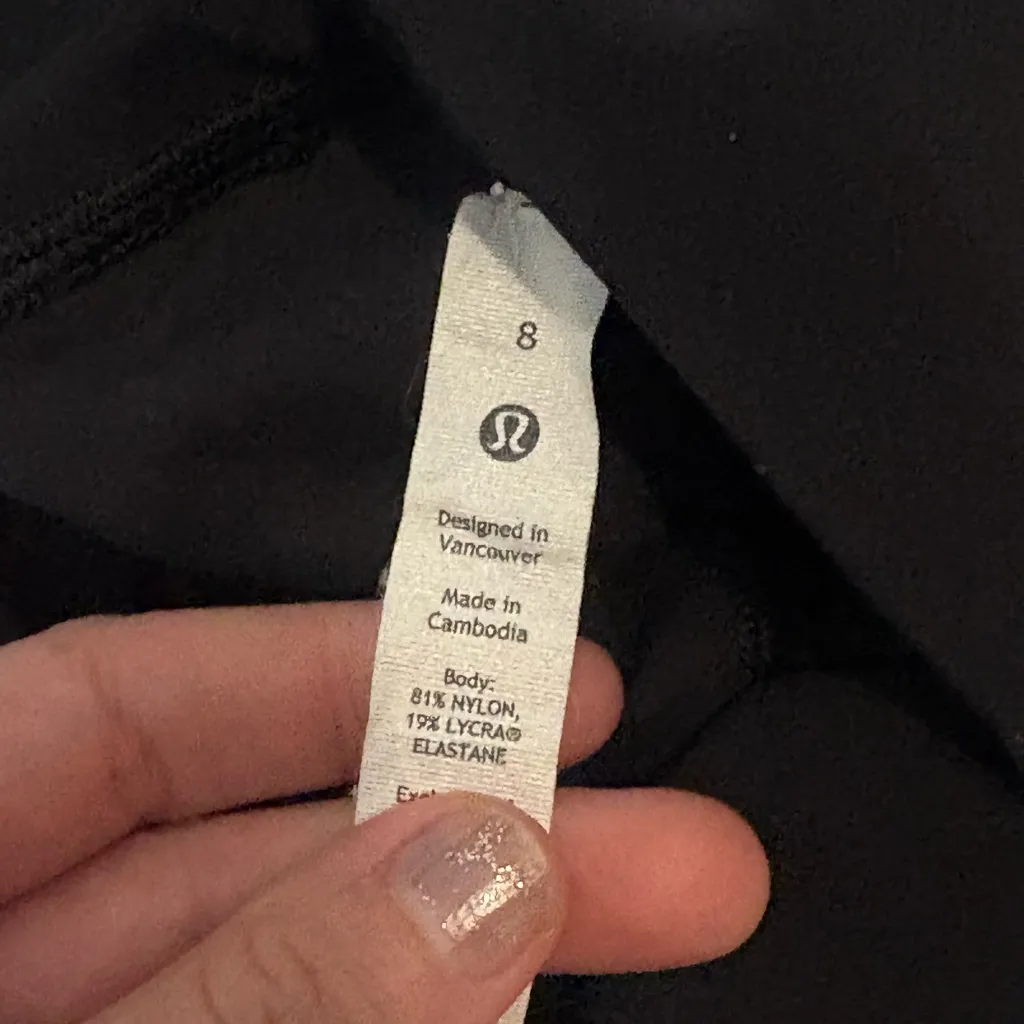 8
Designed in
Vancouver
Made in
Cambodia
Body:
81% NYLON,
19% LYCRA®
ELASTANE